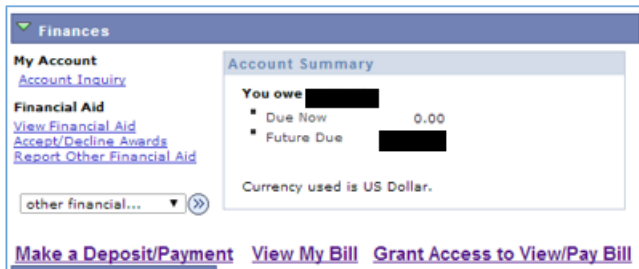 Finances
My Account
Account Inquiry
Financial Aid
View Financial Aid
Accept/Decline Awards
Report Other Financial Aid
other financial...
Account Summary
You owe
Due Now 0.00
Future Due
Currency used is US Dollar.
Make a Deposit/Payment View My Bill Grant Access to View/Pay Bill